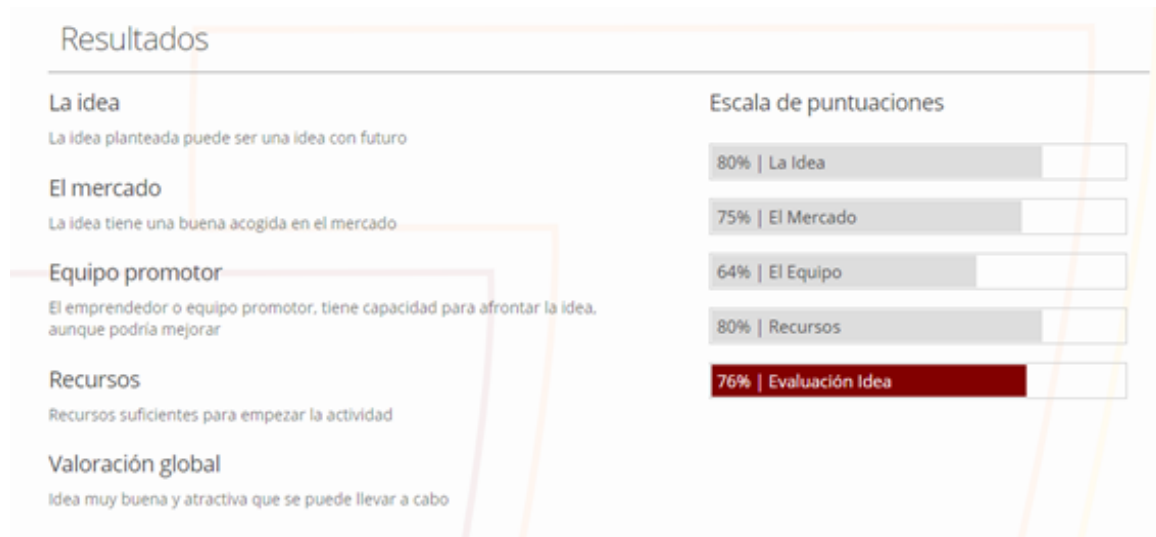 Resultados
La idea
La idea planteada puede ser una idea con futuro
El mercado
La idea tiene una buena acogida en el mercado
Equipo promotor
El emprendedor o equipo promotor, tiene capacidad para afrontar la idea,
aunque podría mejorar
Recursos
Recursos suficientes para empezar la actividad
Valoración global
Idea muy buena y atractiva que se puede llevar a cabo
Escala de puntuaciones
80% | La Idea
75% | El Mercado
64% | El Equipo
80% | Recursos
76% | Evaluación Idea